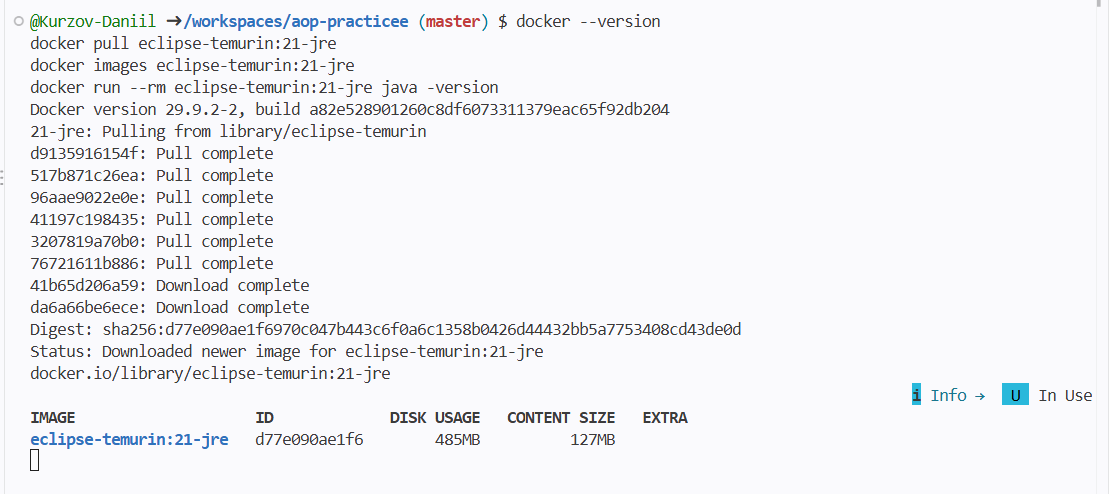 @Kurzov-Daniil ➜/workspaces/aop-practicee (master) $ docker --version
docker pull eclipse-temurin:21-jre
docker images eclipse-temurin:21-jre
docker run --rm eclipse-temurin:21-jre java -version
Docker version 29.9.2-2, build a82e528901260c8df6073311379eac65f92db204
21-jre: Pulling from library/eclipse-temurin
d9135916154f: Pull complete
517b871c26ea: Pull complete
96aae9022e0e: Pull complete
41197c198435: Pull complete
3207819a70b0: Pull complete
76721611b886: Pull complete
41b65d206a59: Download complete
da6a66be6ece: Download complete
Digest: sha256:d77e090ae1f6970c047b443c6f0a6c1358b0426d44432bb5a7753408cd43de0d
Status: Downloaded newer image for eclipse-temurin:21-jre
docker.io/library/eclipse-temurin:21-jre
i Info → U In Use
IMAGE ID DISK USAGE CONTENT SIZE EXTRA
eclipse-temurin:21-jre d77e090ae1f6 485MB 127MB